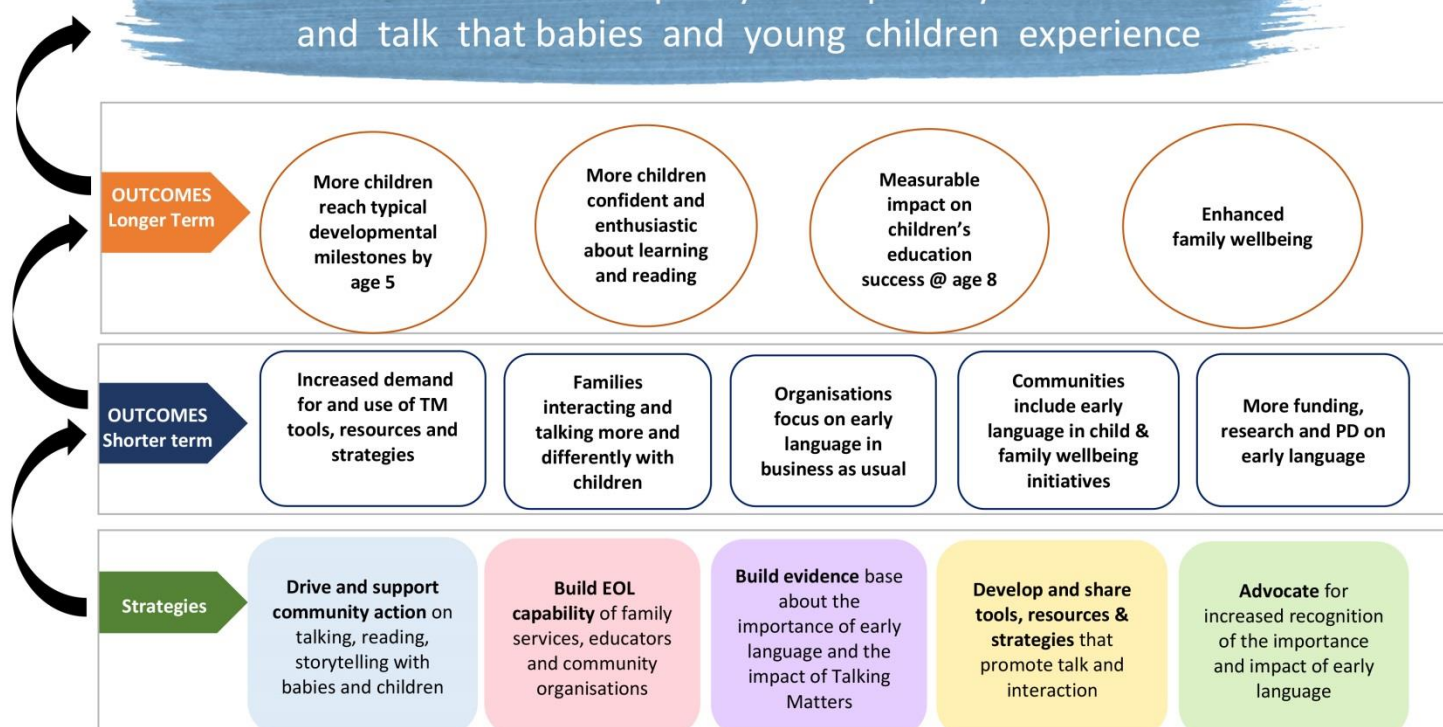 and talk that babies and young children experience
OUTCOMES
Longer Term
More children
reach typical
developmental
milestones by
age 5
More children
confident and
enthusiastic
about learning
and reading
Measurable
impact on
children’s
education
success @ age 8
Enhanced
family wellbeing
OUTCOMES
Shorter term
Increased demand
for and use of TM
tools, resources and
strategies
Families
interacting and
talking more and
differently with
children
Organisations
focus on early
language in
business as usual
Communities
include early
language in child &
family wellbeing
initiatives
More funding,
research and PD on
early language
Strategies
Drive and support
community action on
talking, reading,
storytelling with
babies and children
Build EOL
capability of family
services, educators
and community
organisations
Build evidence base
about the
importance of early
language and the
impact of Talking
Matters
Develop and share
tools, resources &
strategies that
promote talk and
interaction
Advocate for
increased recognition
of the importance
and impact of early
language